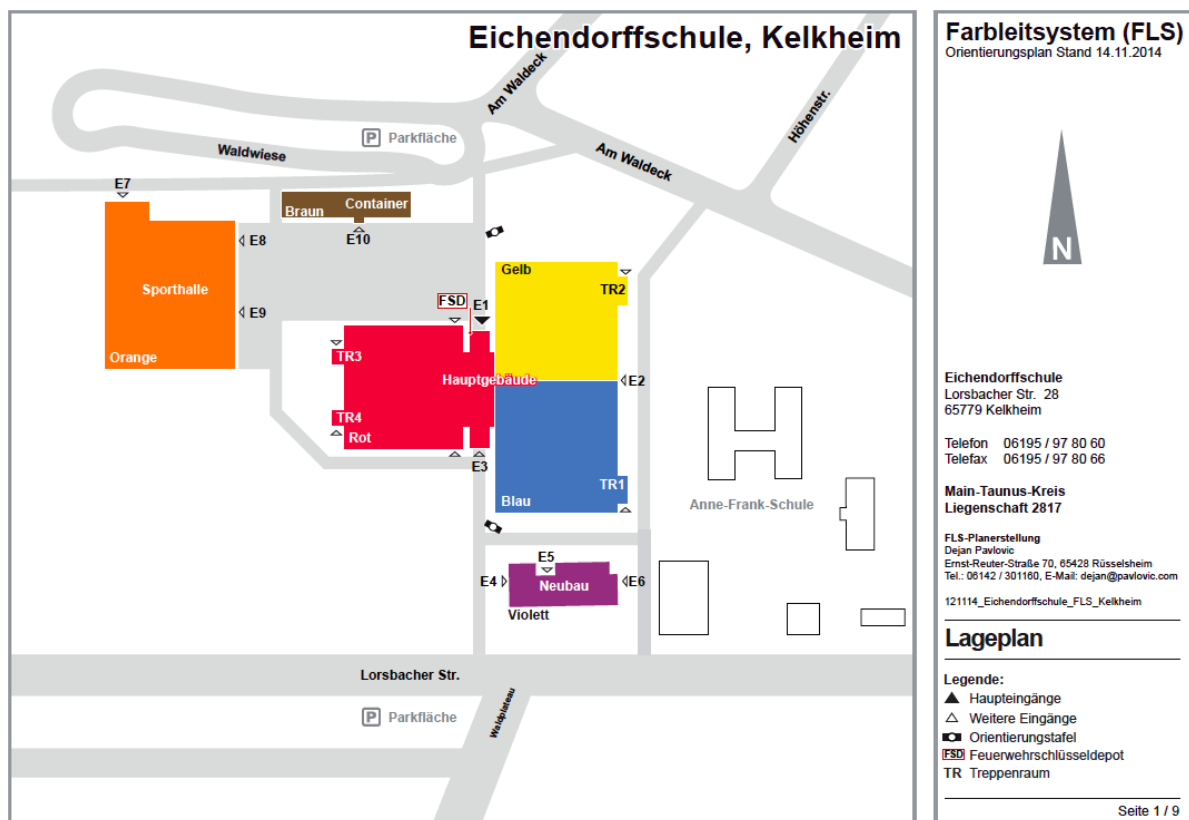 Eichendorffschule, Kelkheim
Am Waldeck
Höhenstr.
P Parkfläche
Waldwiese
Am Waldeck
E7
Container
Braun
E10
E8
Gelb
Sporthalle
TR2
FSD E1
E9
Orange
TR3
Hauptgebäude
E2
TR4
Rot
E3
TR1
Blau
Anne-Frank-Schule
E5
E4
Neubau
E6
Violett
Lorsbacher Str.
Waldplateau
P Parkfläche
Farbleitsystem (FLS)
Orientierungsplan Stand 14.11.2014
N
Eichendorffschule
Lorsbacher Str. 28
65779 Kelkheim
Telefon 06195 / 97 80 60
Telefax 06195 / 97 80 66
Main-Taunus-Kreis
Liegenschaft 2817
FLS-Planerstellung
Dejan Pavlovic
Ernst-Reuter-Straße 70, 65428 Rüsselsheim
Tel.: 06142 / 301160, E-Mail: dejan@pavlovic.com
121114_Eichendorffschule_FLS_Kelkheim
Lageplan
Legende:
Haupteingänge
Weitere Eingänge
Orientierungstafel
FSD Feuerwehrschlüsseldepot
TR Treppenraum
Seite 1 / 9